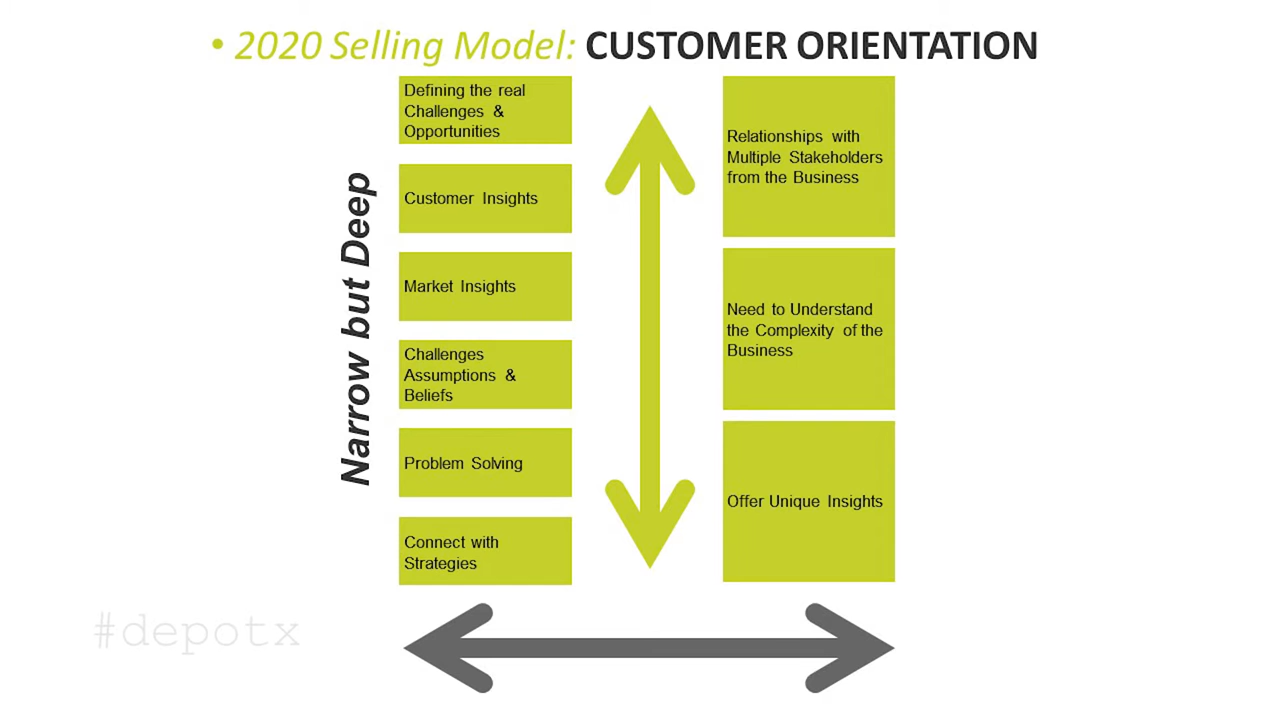 • 2020 Selling Model: CUSTOMER ORIENTATION
Narrow but Deep
Defining the real
Challenges &
Opportunities
Customer Insights
Market Insights
Challenges
Assumptions &
Beliefs
Problem Solving
Connect with
Strategies
Relationships with
Multiple Stakeholders
from the Business
Need to Understand
the Complexity of the
Business
Offer Unique Insights
#depotx